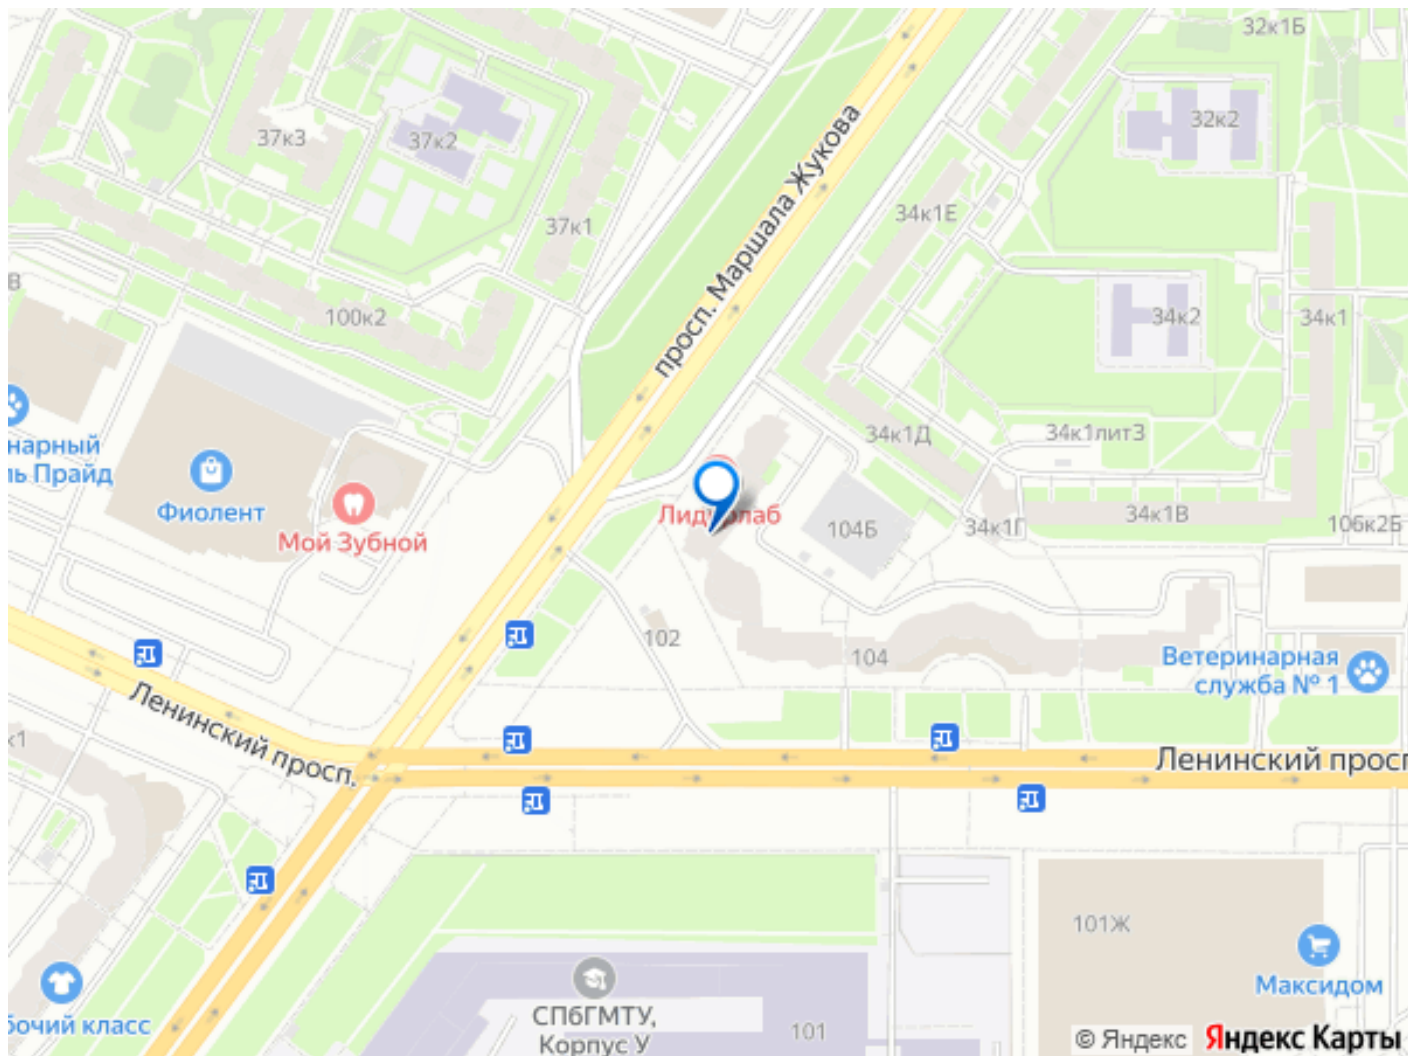 32к1Б
37к3
37к2
32к2
37к1
просп. Маршала Жукова
34к1Е
В
100к2
34к2
34к1
нарный
ль Прайд
34к1Д
34к1лит3
Фиолент
Мой Зубной
104Б
34к1Г
34к1В
106к2Б
102
104
Ветеринарная
служба № 1
Ленинский просп.
к1
Ленинский просп
101Ж
Максидом
СПбГМТУ,
Корпус У
101
бочий класс
© Яндекс Яндекс Карты